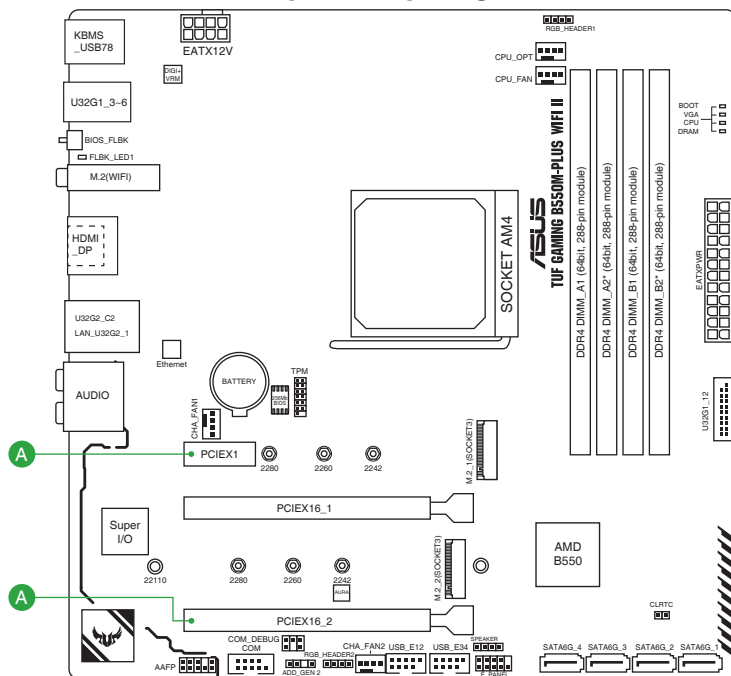 KBMS
_USB78
EATX12V
RGB_HEADER1
CPU_OPT
CPU_FAN
DIGI+
VRM
U32G1_3~6
BIOS_FLBK
FLBK_LED1
M.2(WIFI)
BOOT
VGA
CPU
DRAM
HDMI
_DP
SOCKET AM4
ASUS
TUF GAMING B550M-PLUS WIFI II
DDR4 DIMM_A1 (64bit, 288-pin module)
DDR4 DIMM_A2* (64bit, 288-pin module)
DDR4 DIMM_B1 (64bit, 288-pin module)
DDR4 DIMM_B2* (64bit, 288-pin module)
EATXPWR
U32G2_C2
LAN_U32G2_1
Ethernet
AUDIO
BATTERY
TPM
256Mb
BIOS
CHA_FAN1
U32G1_12
A
PCIEX1
2280
2260
2242
M.2_1(SOCKET3)
PCIEX16_1
Super
I/O
AMD
B550
M.2_2(SOCKET3)
22110
2280
2260
2242
AURA
A
PCIEX16_2
CLRTC
COM_DEBUG
COM
RGB_HEADER2
CHA_FAN2
USB_E12
USB_E34
SPEAKER
SATA6G_4
SATA6G_3
SATA6G_2
SATA6G_1
AAFP
ADD_GEN 2
F_PANEL